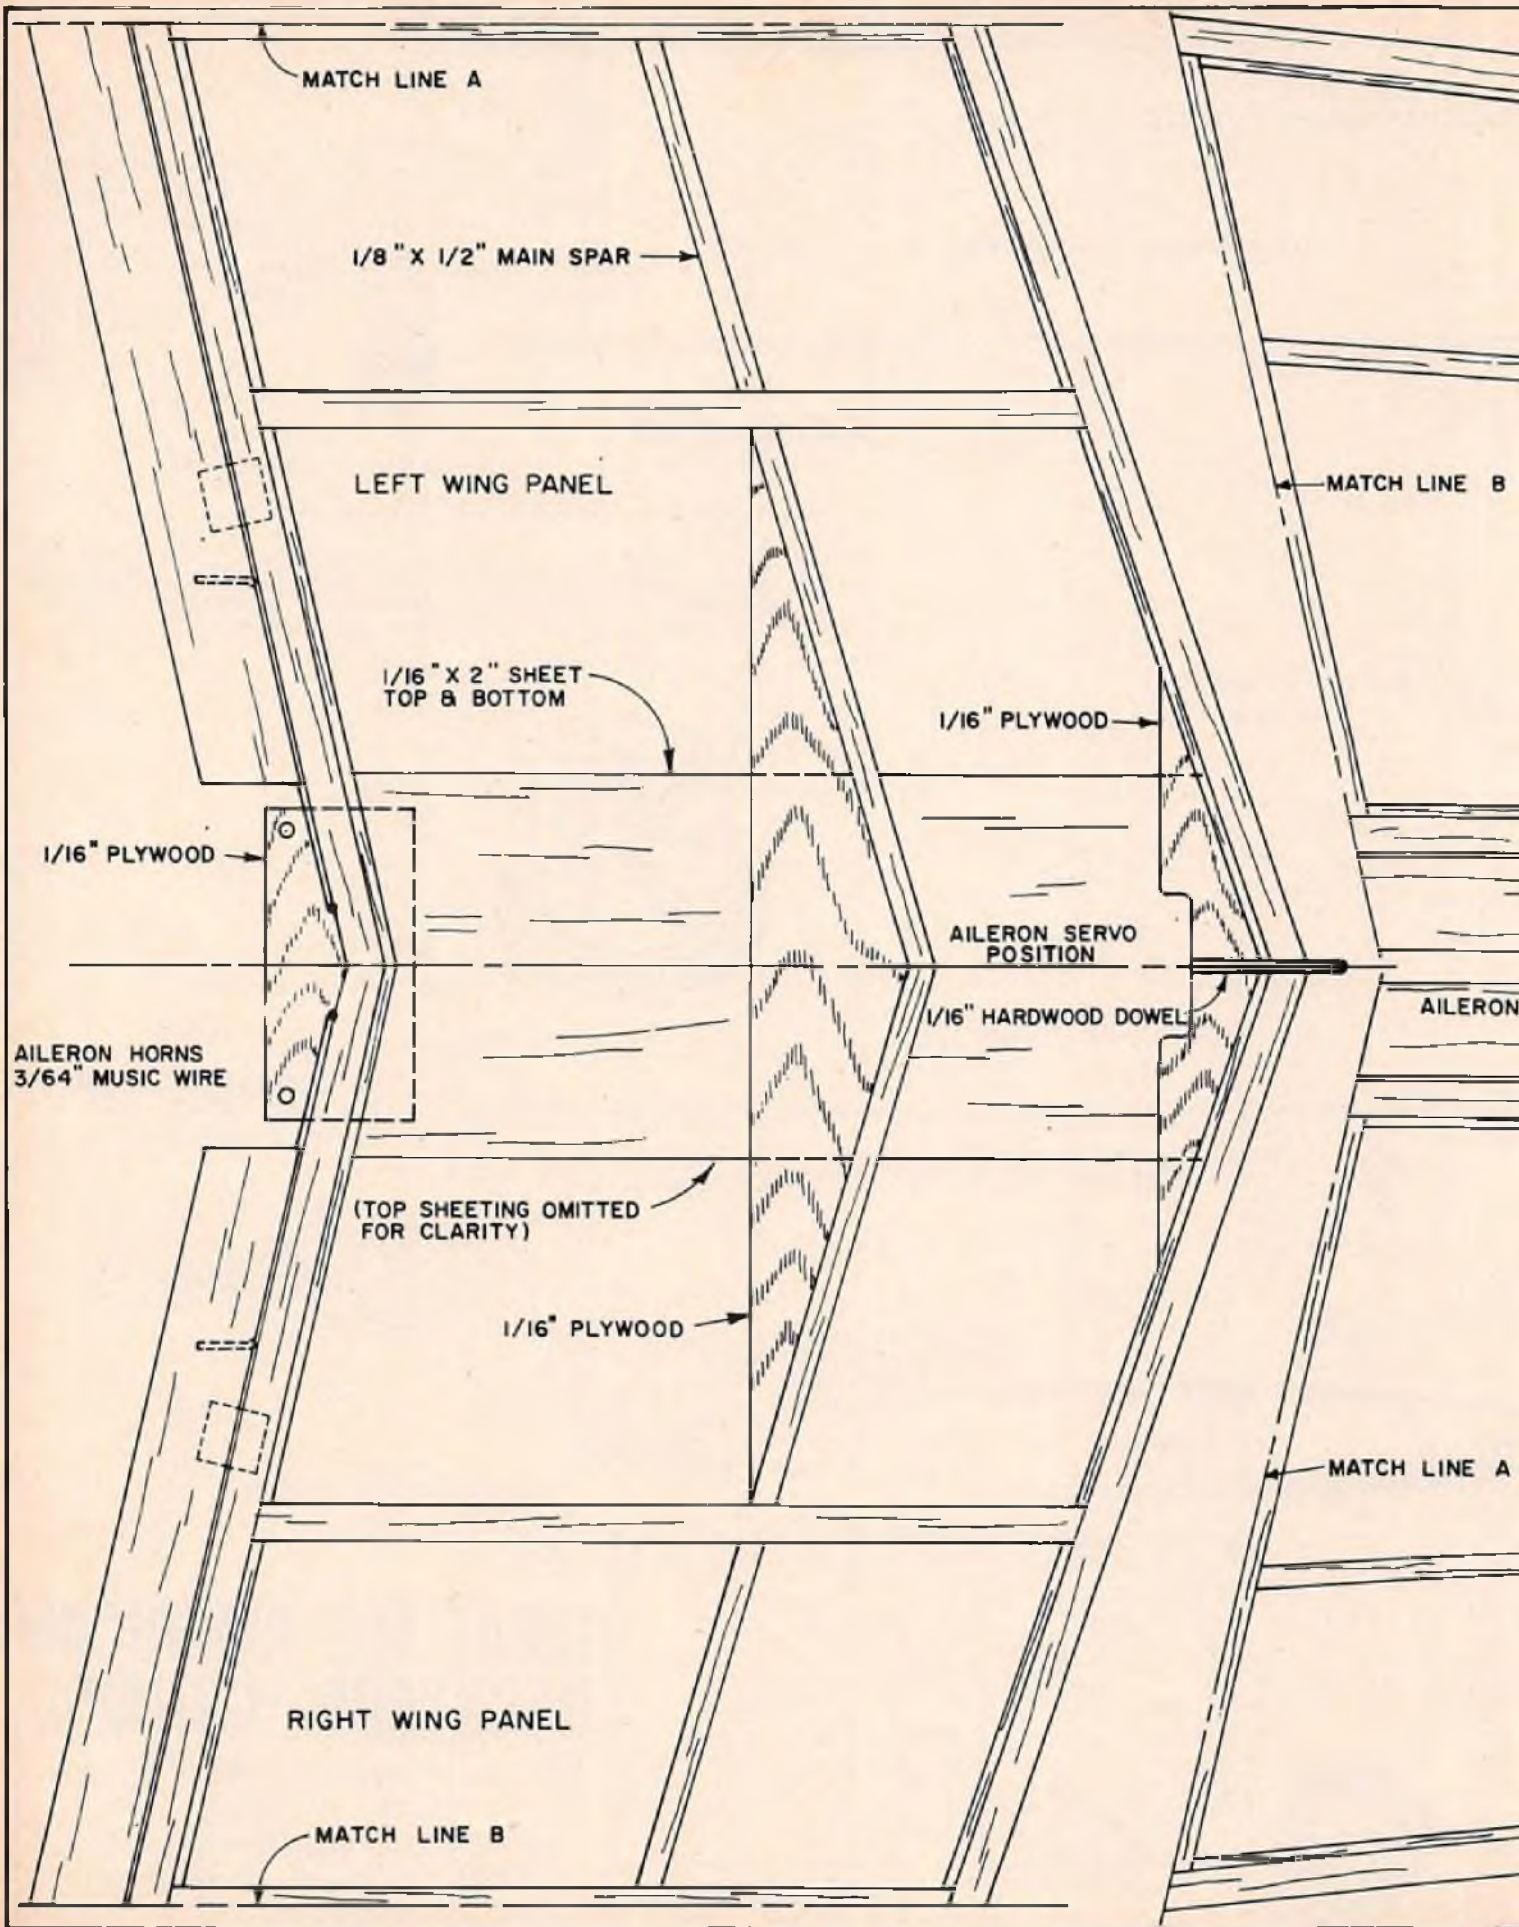 MATCH LINE A
1/8" X 1/2" MAIN SPAR
LEFT WING PANEL
MATCH LINE B
1/16" X 2" SHEET
TOP & BOTTOM
1/16" PLYWOOD
1/16" PLYWOOD
AILERON SERVO
POSITION
1/16" HARDWOOD DOWEL
AILERON
AILERON HORNS
3/64" MUSIC WIRE
(TOP SHEETING OMITTED
FOR CLARITY)
1/16" PLYWOOD
MATCH LINE A
RIGHT WING PANEL
MATCH LINE B